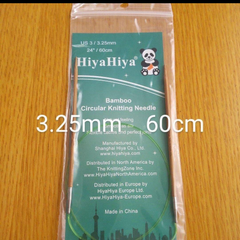 US 3 / 3.25mm
24" / 60cm
HiyaHiya
Bamboo
Circular Knitting Needle
3.25mm 60cm
Manufactured by
Shanghai Hiya Co., Ltd
www.hiyahiya.com
Distributed in North America by
The KnittingZone Inc.
www.HiyaHiyaNorthAmerica.com
Distributed in Europe by
HiyaHiya Europe Ltd.
www.HiyaHiya-Europe.com
Made in China